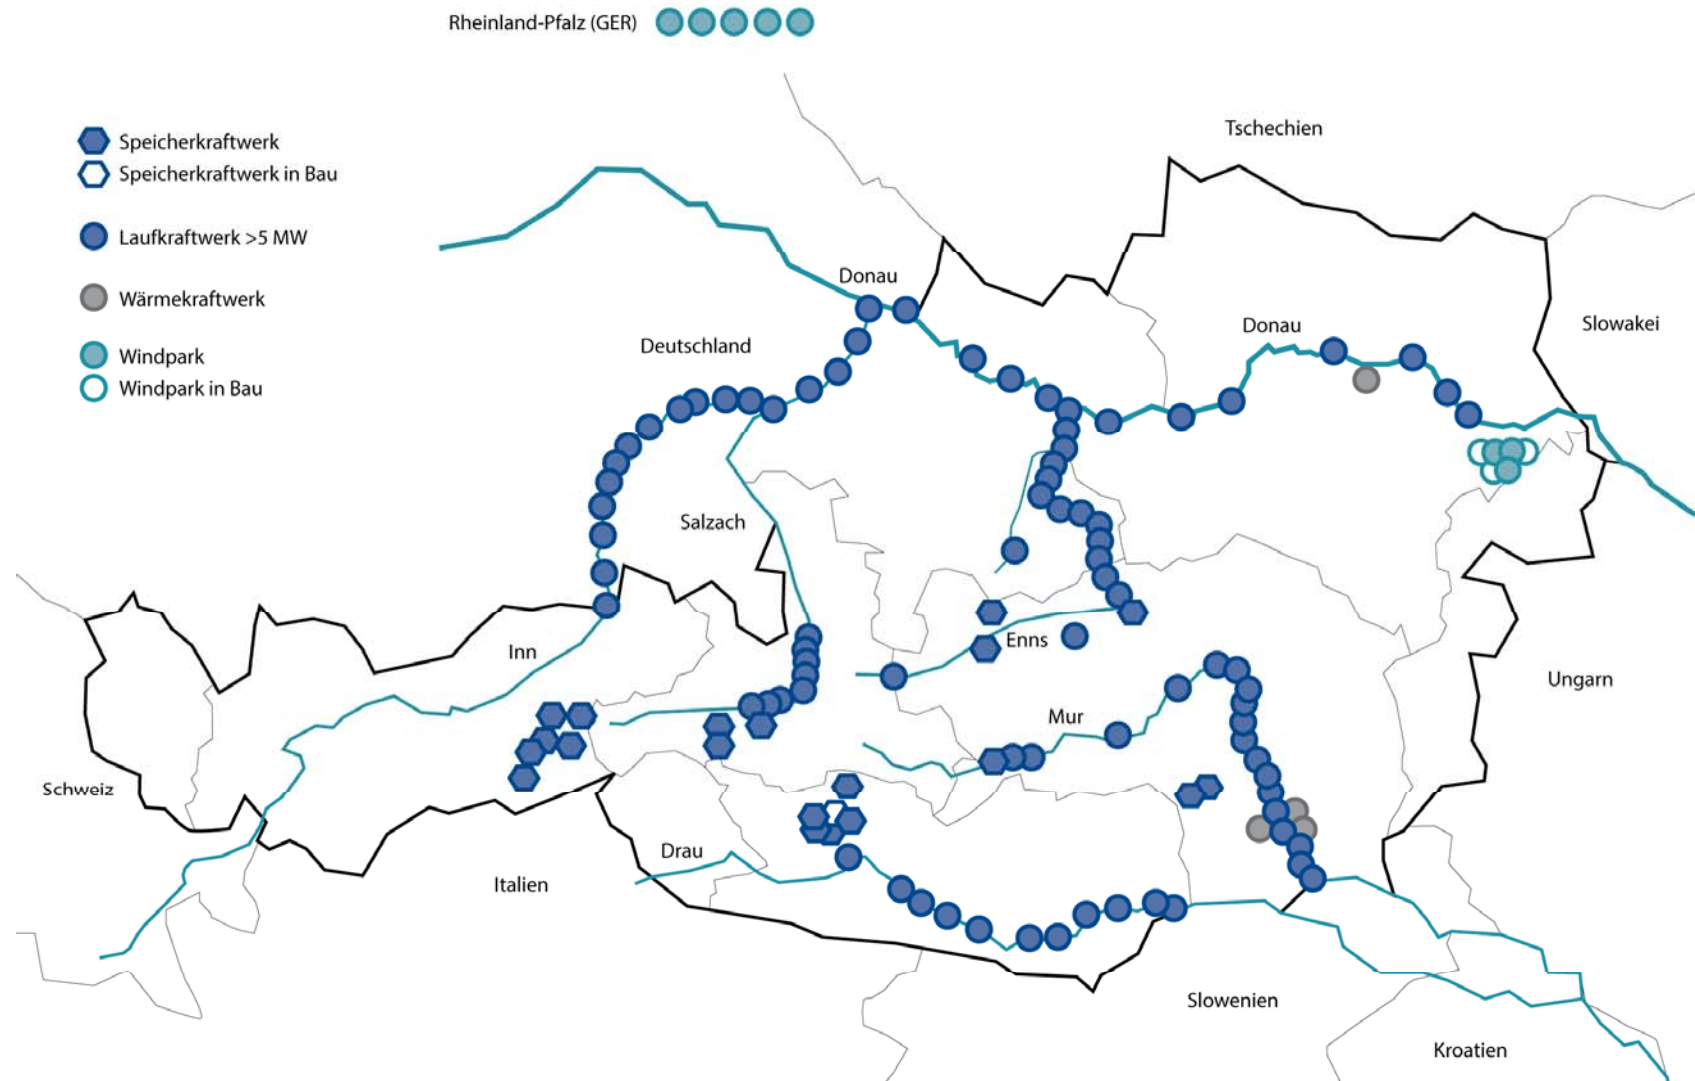 Rheinland-Pfalz (GER)
Speicherkraftwerk
Speicherkraftwerk in Bau
Laufkraftwerk >5 MW
Wärmekraftwerk
Windpark
Windpark in Bau
Tschechien
Donau
Donau
Slowakei
Deutschland
Salzach
Inn
Enns
Ungarn
Mur
Schweiz
Drau
Italien
Slowenien
Kroatien